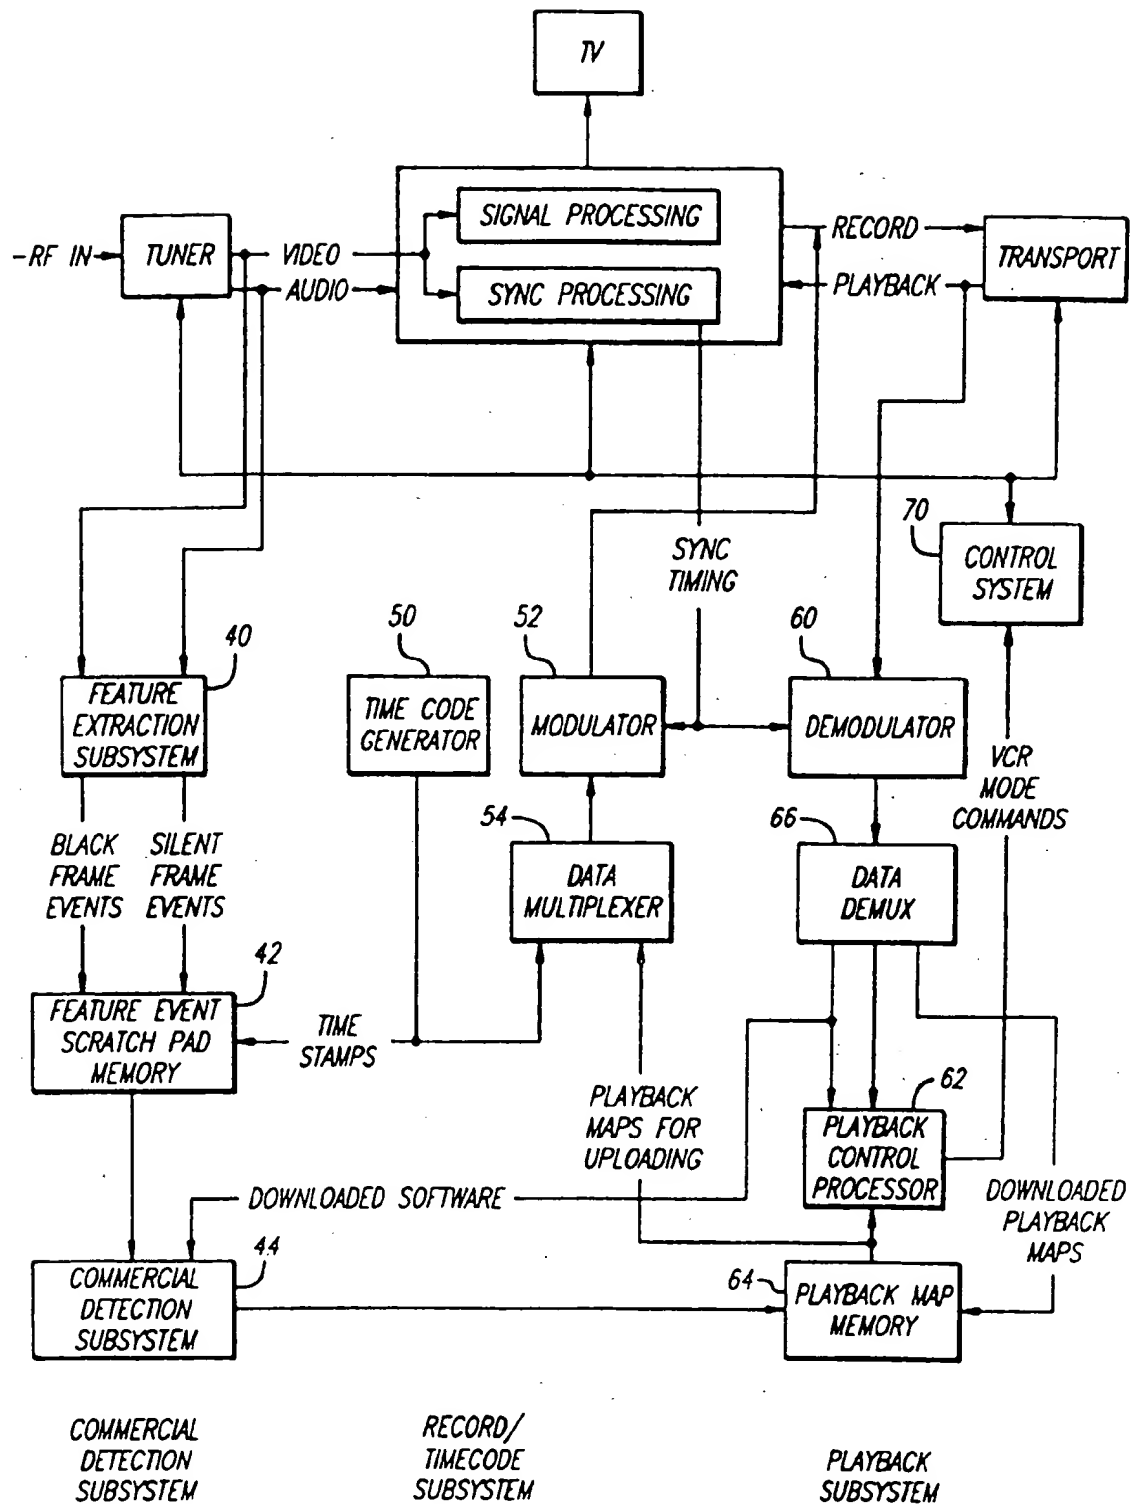 TV
SIGNAL PROCESSING
-RF IN
TUNER
VIDEO
RECORD
TRANSPORT
AUDIO
SYNC PROCESSING
PLAYBACK
70
CONTROL
SYSTEM
SYNC
TIMING
40
50
52
60
FEATURE
EXTRACTION
SUBSYSTEM
TIME CODE
GENERATOR
MODULATOR
DEMODULATOR
VCR
MODE
COMMANDS
BLACK
FRAME
EVENTS
SILENT
FRAME
EVENTS
54
66
DATA
MULTIPLEXER
DATA
DEMUX
42
FEATURE EVENT
SCRATCH PAD
MEMORY
TIME
STAMPS
PLAYBACK
MAPS FOR
UPLOADING
62
PLAYBACK
CONTROL
PROCESSOR
DOWNLOADED SOFTWARE
DOWNLOADED
PLAYBACK
MAPS
44
COMMERCIAL
DETECTION
SUBSYSTEM
64
PLAYBACK MAP
MEMORY
COMMERCIAL
DETECTION
SUBSYSTEM
RECORD/
TIMECODE
SUBSYSTEM
PLAYBACK
SUBSYSTEM